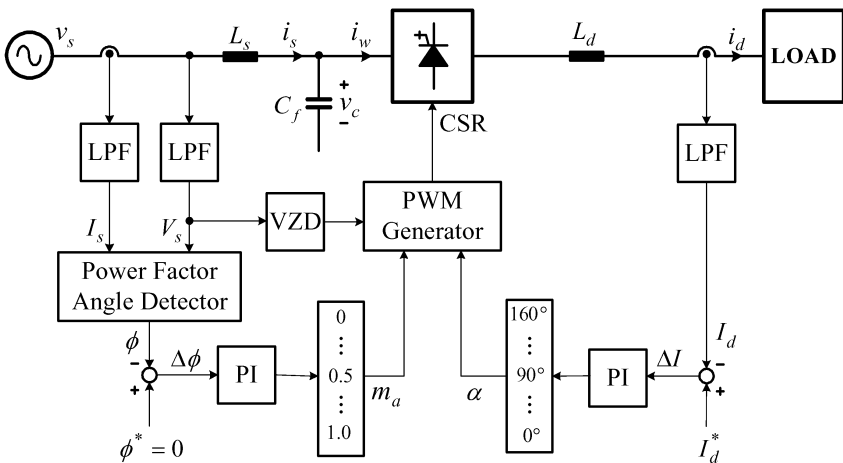 v_s
L_s
i_s
i_w
L_d
i_d
LOAD
C_f
+
v_c
−
CSR
LPF
LPF
LPF
I_s
V_s
VZD
PWM
Generator
Power Factor
Angle Detector
ϕ
−
+
Δϕ
PI
0
⋮
0.5
⋮
1.0
m_a
α
160°
⋮
90°
⋮
0°
PI
ΔI
I_d
−
+
ϕ* = 0
I_d*